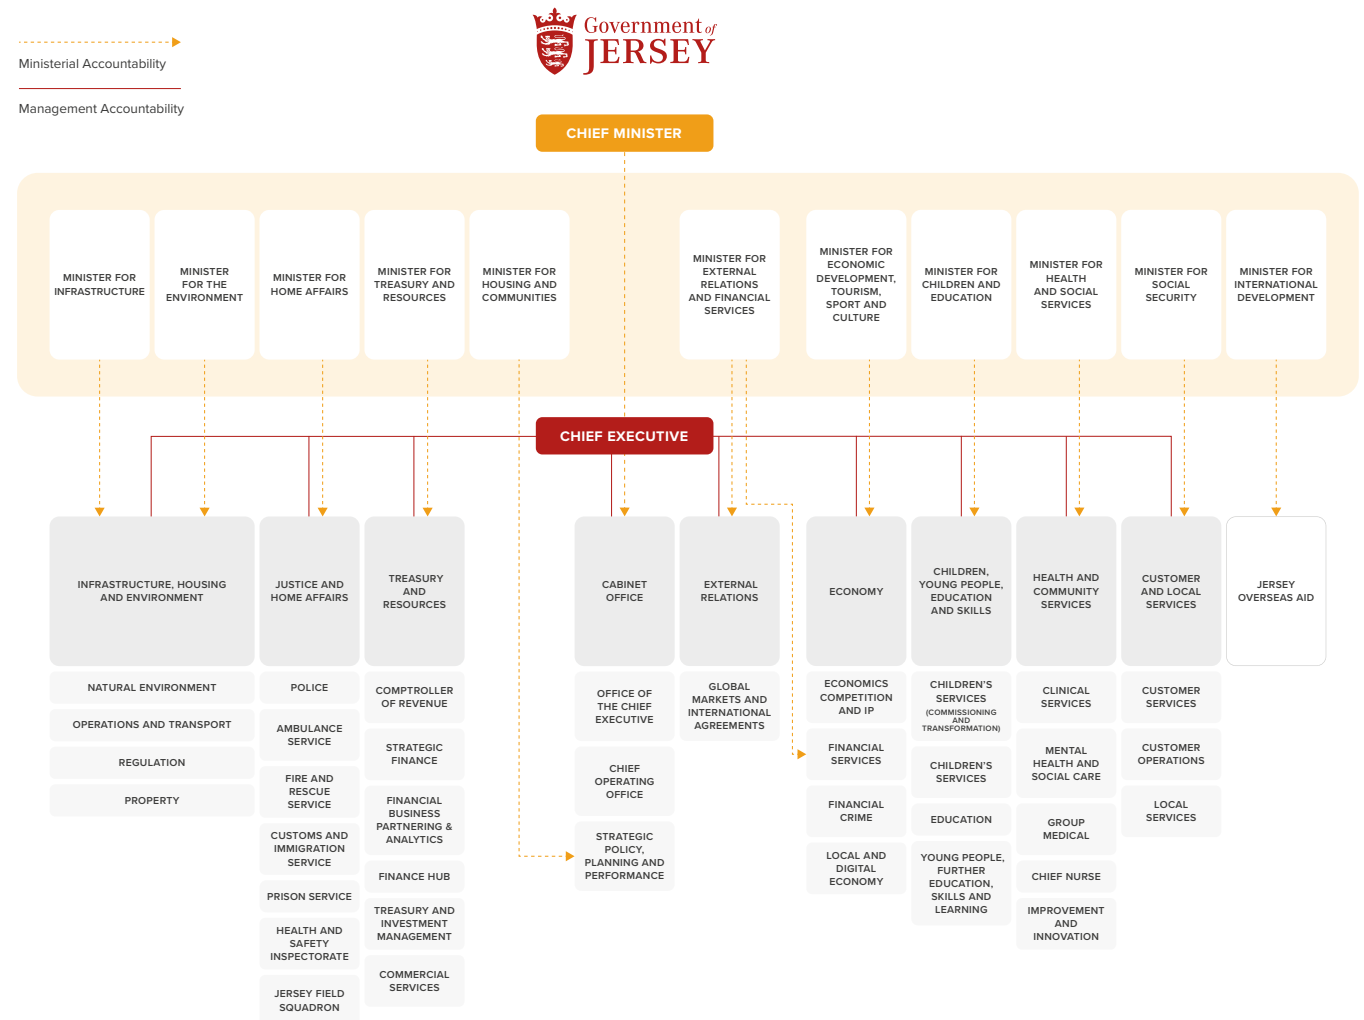 Government of
JERSEY
Ministerial Accountability
Management Accountability
CHIEF MINISTER
MINISTER FOR
INFRASTRUCTURE
MINISTER
FOR THE
ENVIRONMENT
MINISTER FOR
HOME AFFAIRS
MINISTER FOR
TREASURY AND
RESOURCES
MINISTER FOR
HOUSING AND
COMMUNITIES
MINISTER FOR
EXTERNAL
RELATIONS
AND FINANCIAL
SERVICES
MINISTER FOR
ECONOMIC
DEVELOPMENT,
TOURISM,
SPORT AND
CULTURE
MINISTER FOR
CHILDREN AND
EDUCATION
MINISTER FOR
HEALTH
AND SOCIAL
SERVICES
MINISTER FOR
SOCIAL
SECURITY
MINISTER FOR
INTERNATIONAL
DEVELOPMENT
CHIEF EXECUTIVE
INFRASTRUCTURE, HOUSING
AND ENVIRONMENT
JUSTICE AND
HOME AFFAIRS
TREASURY
AND
RESOURCES
CABINET
OFFICE
EXTERNAL
RELATIONS
ECONOMY
CHILDREN,
YOUNG PEOPLE,
EDUCATION
AND SKILLS
HEALTH AND
COMMUNITY
SERVICES
CUSTOMER
AND LOCAL
SERVICES
JERSEY
OVERSEAS AID
NATURAL ENVIRONMENT
OPERATIONS AND TRANSPORT
REGULATION
PROPERTY
POLICE
AMBULANCE
SERVICE
FIRE AND
RESCUE
SERVICE
CUSTOMS AND
IMMIGRATION
SERVICE
PRISON SERVICE
HEALTH AND
SAFETY
INSPECTORATE
JERSEY FIELD
SQUADRON
COMPTROLLER
OF REVENUE
STRATEGIC
FINANCE
FINANCIAL
BUSINESS
PARTNERING &
ANALYTICS
FINANCE HUB
TREASURY AND
INVESTMENT
MANAGEMENT
COMMERCIAL
SERVICES
OFFICE OF
THE CHIEF
EXECUTIVE
CHIEF
OPERATING
OFFICE
STRATEGIC
POLICY,
PLANNING AND
PERFORMANCE
GLOBAL
MARKETS AND
INTERNATIONAL
AGREEMENTS
ECONOMICS
COMPETITION
AND IP
FINANCIAL
SERVICES
FINANCIAL
CRIME
LOCAL AND
DIGITAL
ECONOMY
CHILDREN'S
SERVICES
(COMMISSIONING
AND
TRANSFORMATION)
CHILDREN'S
SERVICES
EDUCATION
YOUNG PEOPLE,
FURTHER
EDUCATION,
SKILLS AND
LEARNING
CLINICAL
SERVICES
MENTAL
HEALTH AND
SOCIAL CARE
GROUP
MEDICAL
CHIEF NURSE
IMPROVEMENT
AND
INNOVATION
CUSTOMER
SERVICES
CUSTOMER
OPERATIONS
LOCAL
SERVICES